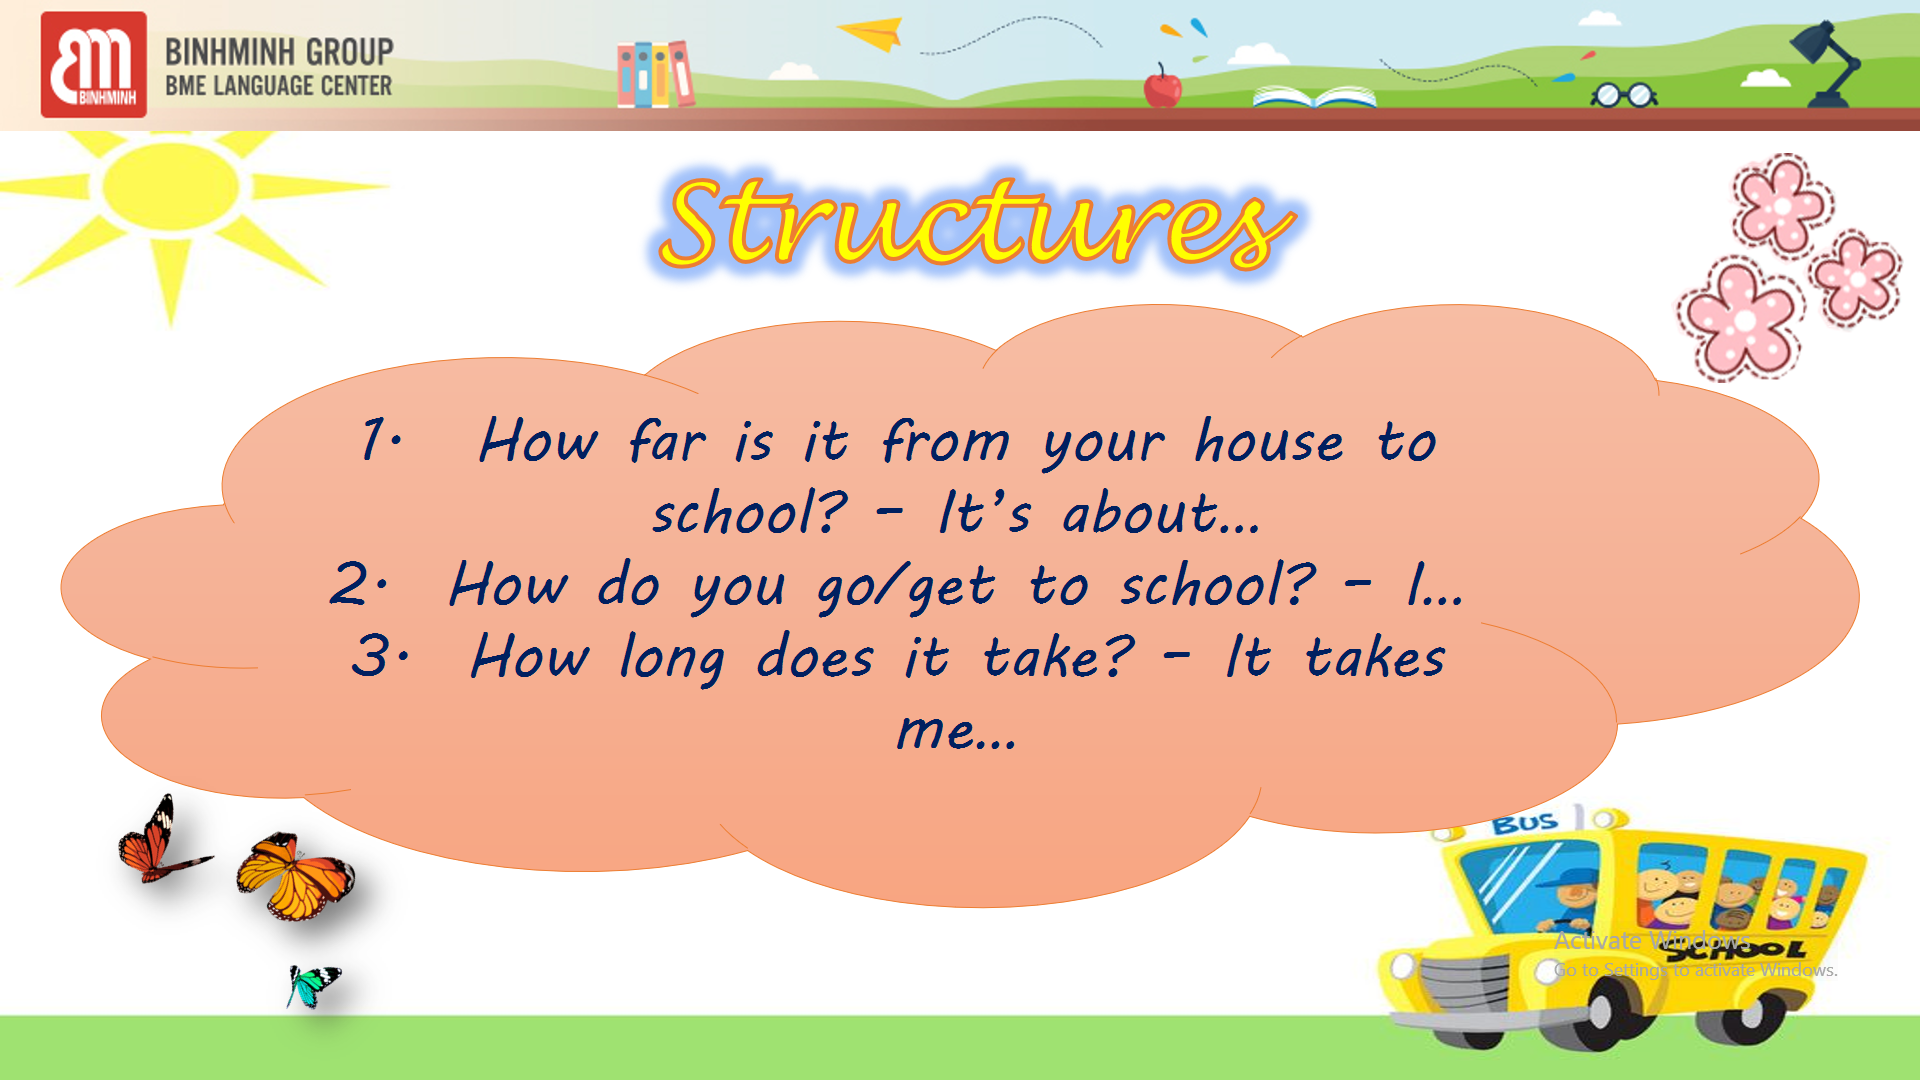 BINHMINH
BINHMINH GROUP
BME LANGUAGE CENTER
Structures
1. How far is it from your house to
school? – It’s about...
2. How do you go/get to school? – I...
3. How long does it take? – It takes
me...
BUS
SCHOOL
Activate Windows
Go to Settings to activate Windows.